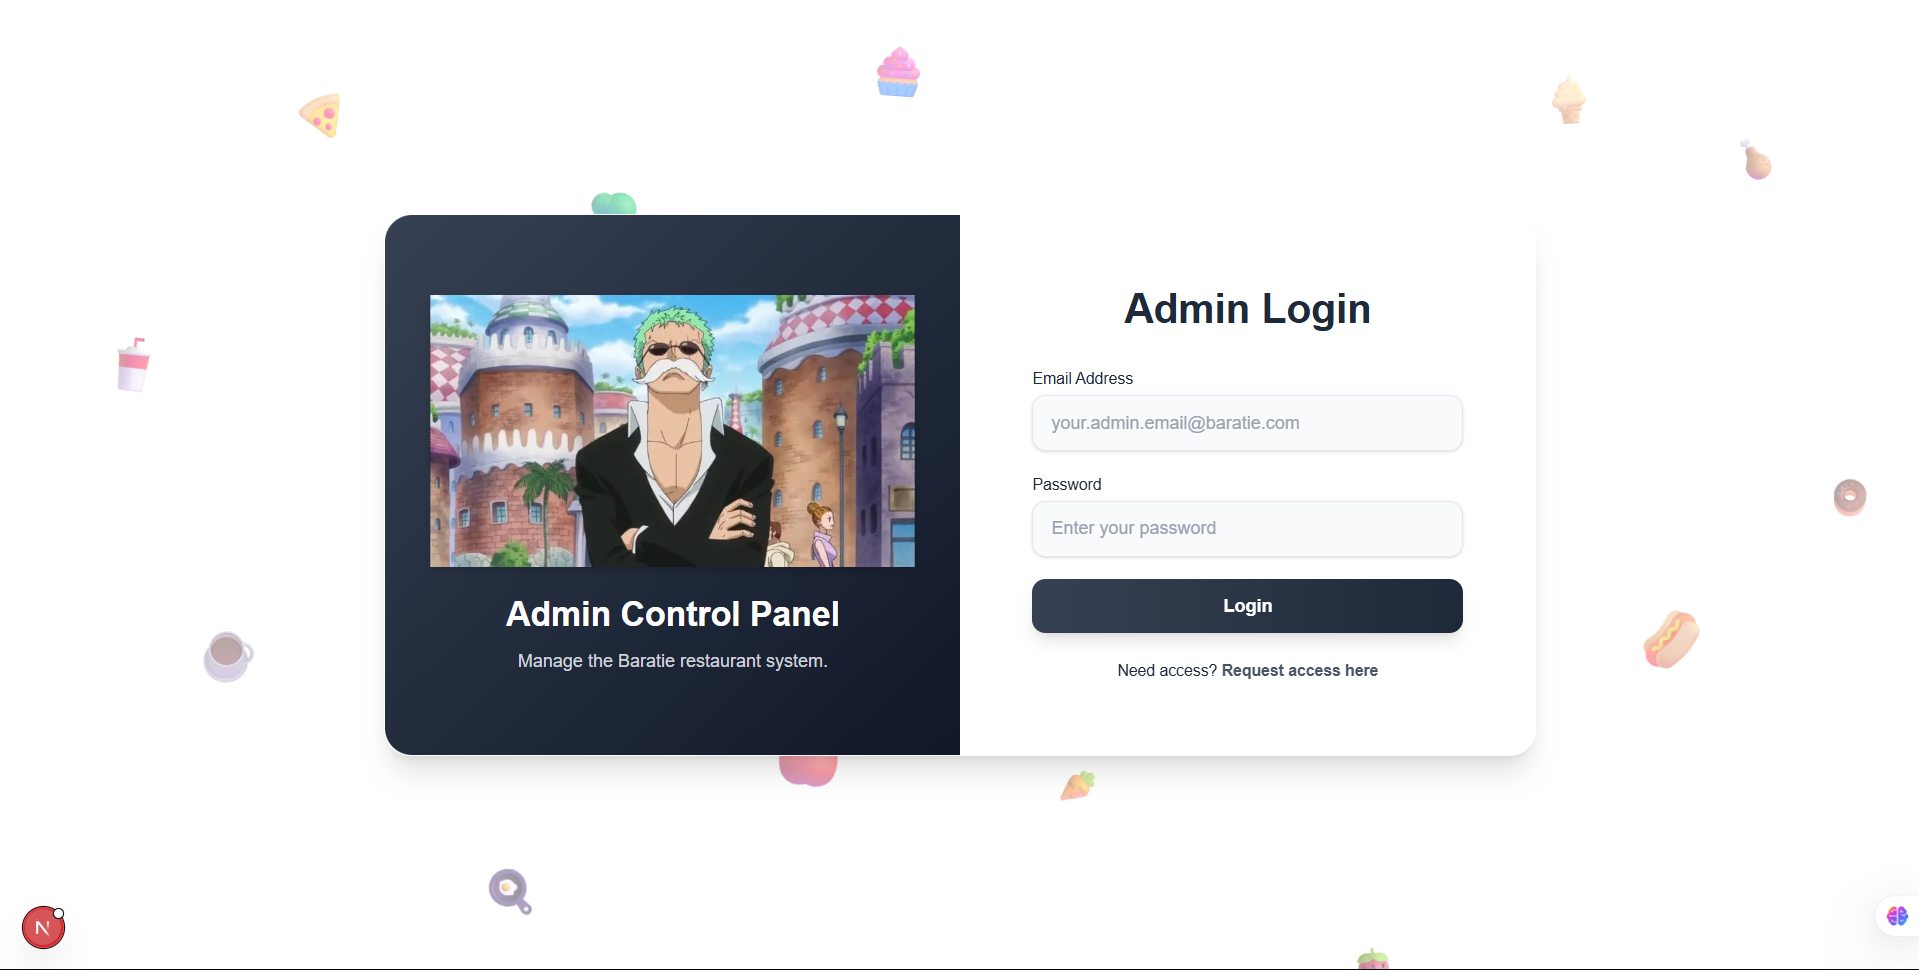 Admin Control Panel
Manage the Baratie restaurant system.
Admin Login
Email Address
your.admin.email@baratie.com
Password
Enter your password
Login
Need access? Request access here
N